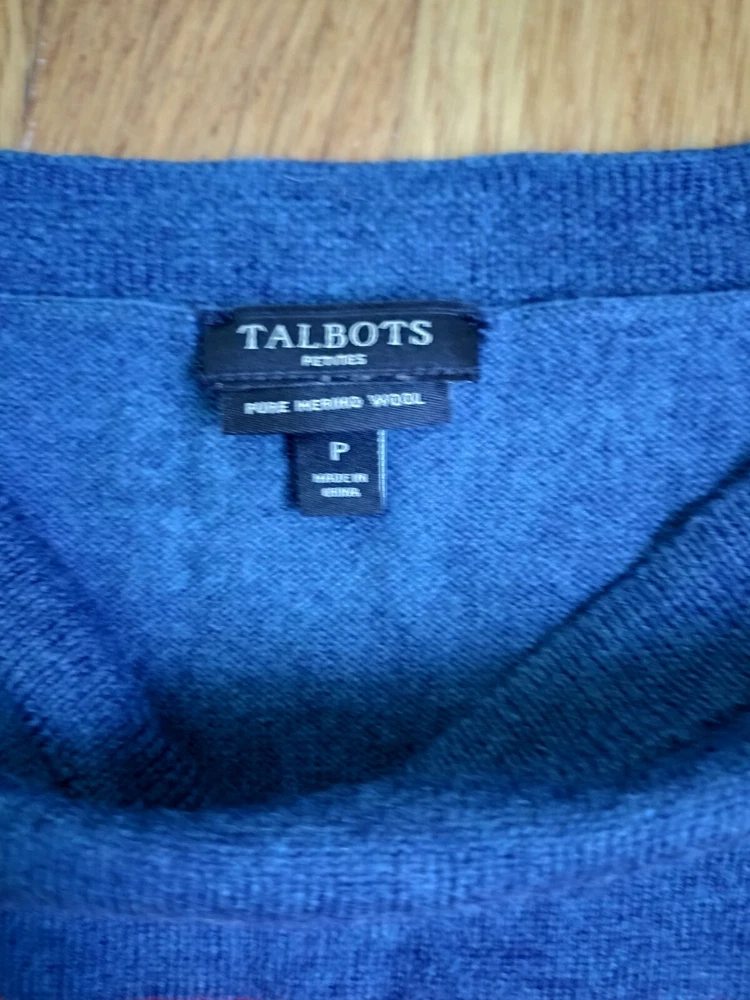 TALBOTS
PETITES
PURE MERINO WOOL
P
MADE IN
CHINA